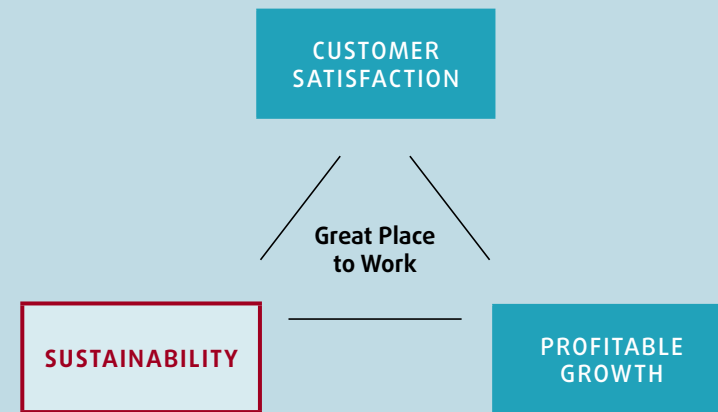 CUSTOMER
SATISFACTION
Great Place
to Work
SUSTAINABILITY
PROFITABLE
GROWTH